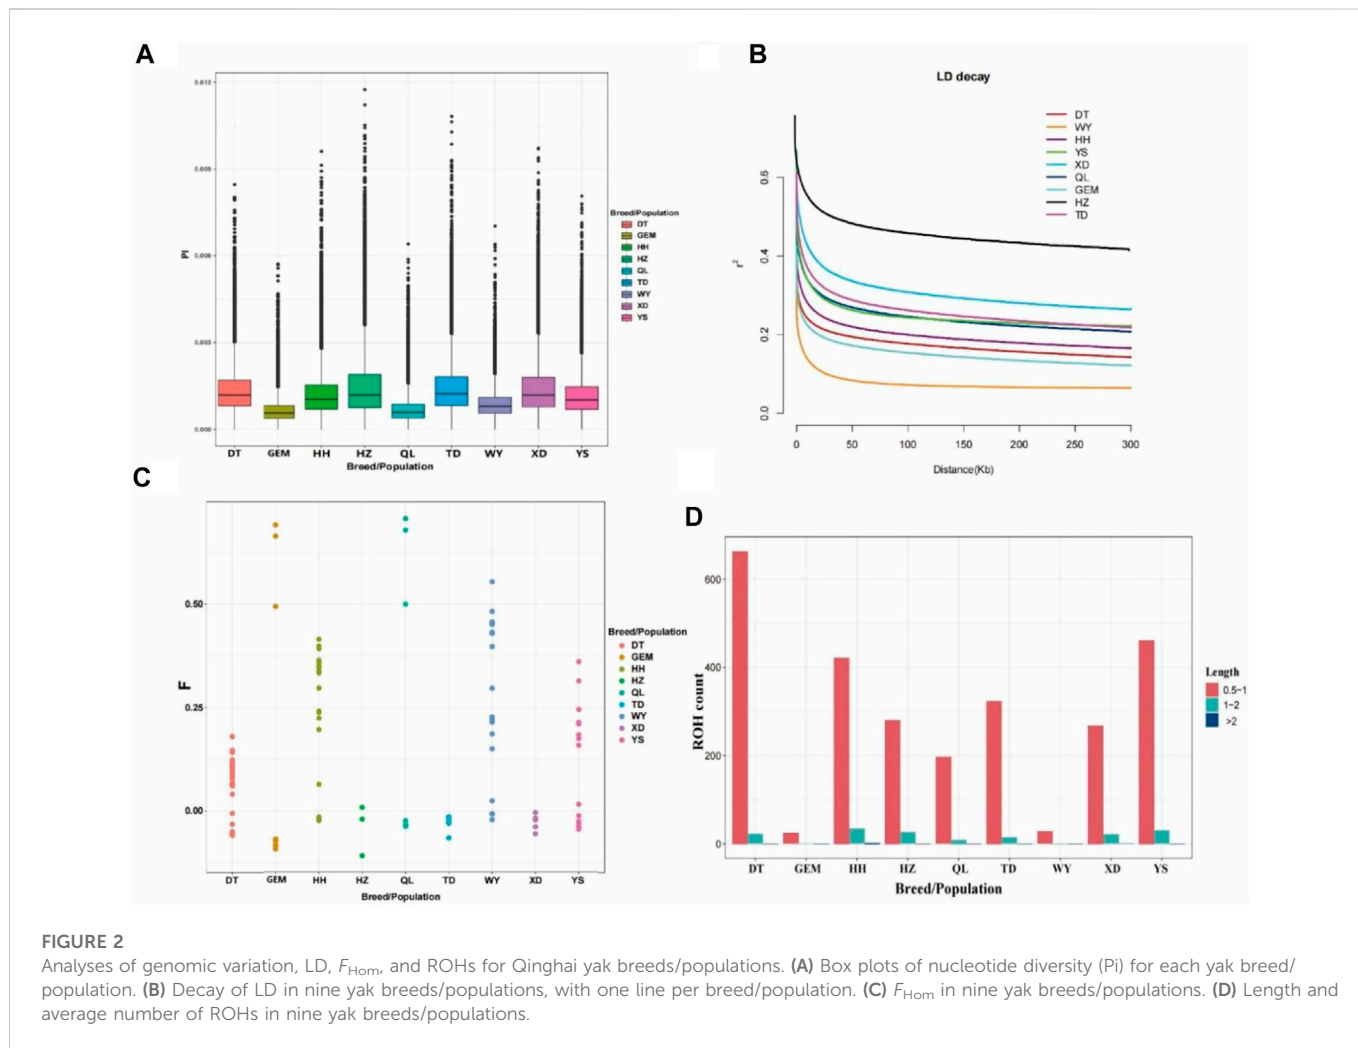 A
0.012
0.009
0.006
0.003
0.000
PI
DT GEM HH HZ QL TD WY XD YS
Breed/Population
Breed/Population
DT
GEM
HH
HZ
QL
TD
WY
XD
YS
B
LD decay
DT
WY
HH
YS
XD
QL
GEM
HZ
TD
0.6
0.4
0.2
0.0
r²
0 50 100 150 200 250 300
Distance(Kb)
C
0.50
0.25
0.00
F
DT GEM HH HZ QL TD WY XD YS
Breed/Population
Breed/Population
DT
GEM
HH
HZ
QL
TD
WY
XD
YS
D
600
400
200
0
ROH count
DT GEM HH HZ QL TD WY XD YS
Breed/Population
Length
0.5-1
1-2
>2
FIGURE 2
Analyses of genomic variation, LD, F_Hom, and ROHs for Qinghai yak breeds/populations. (A) Box plots of nucleotide diversity (Pi) for each yak breed/
population. (B) Decay of LD in nine yak breeds/populations, with one line per breed/population. (C) F_Hom in nine yak breeds/populations. (D) Length and
average number of ROHs in nine yak breeds/populations.